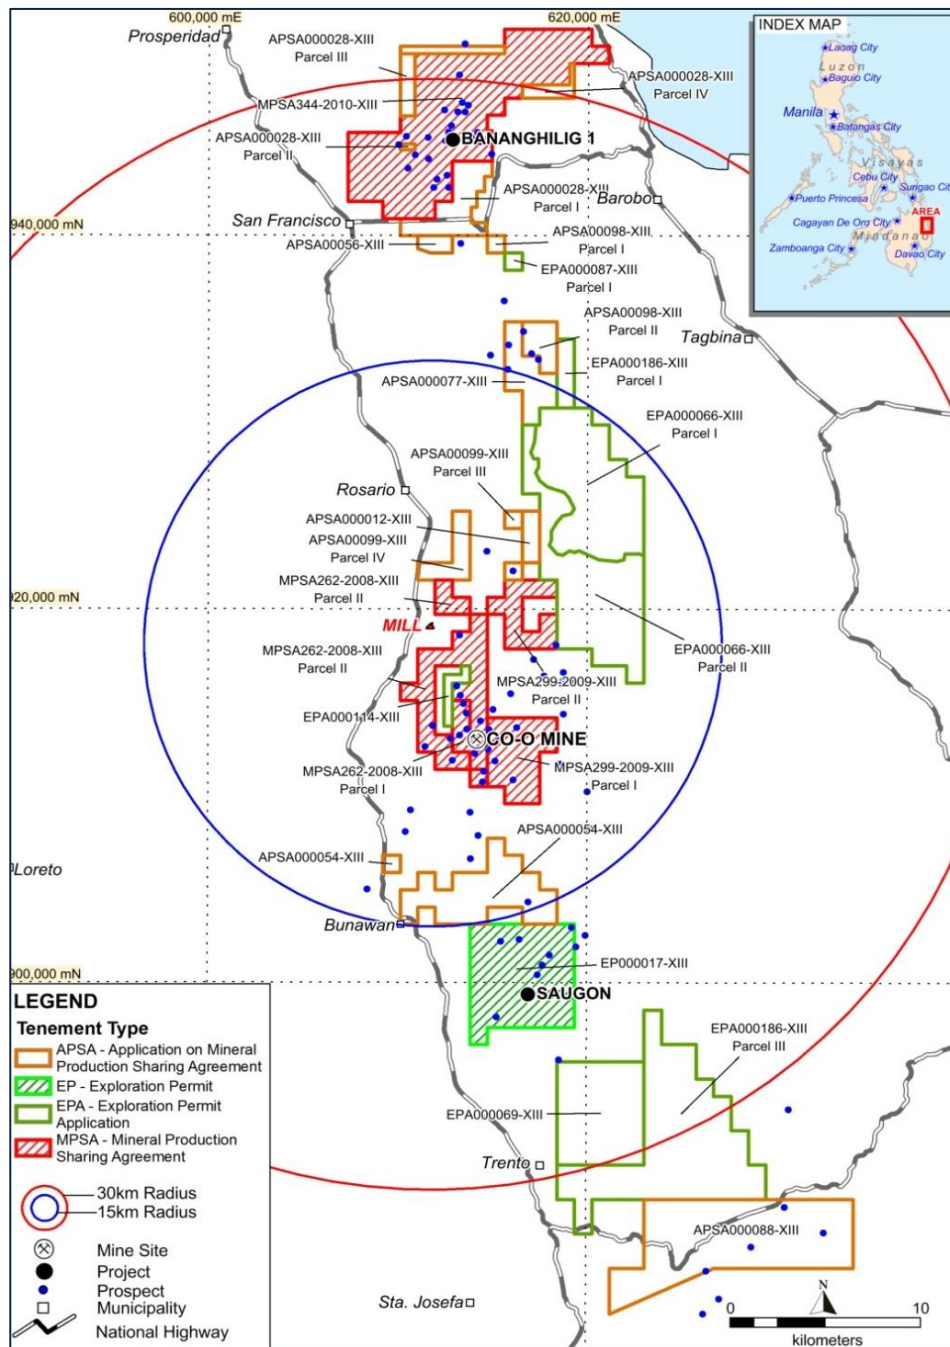 600,000 mE
620,000 mE
Prosperidad
APSA000028-XIII
Parcel III
APSA000028-XIII
Parcel IV
MPSA344-2010-XIII
APSA000028-XIII
Parcel II
BANANGHILIG 1
APSA000028-XIII
Parcel I
Barobo
940,000 mN
San Francisco
APSA00056-XIII
APSA00098-XIII
Parcel I
EPA000087-XIII
Parcel I
APSA00098-XIII
Parcel II
Tagbina
EPA000186-XIII
Parcel I
APSA000077-XIII
EPA000066-XIII
Parcel I
APSA00099-XIII
Parcel III
Rosario
APSA000012-XIII
APSA00099-XIII
Parcel IV
MPSA262-2008-XIII
Parcel II
920,000 mN
MILL
MPSA262-2008-XIII
Parcel II
EPA000066-XIII
Parcel II
MPSA299-2009-XIII
Parcel II
EPA000114-XIII
CO-O MINE
MPSA262-2008-XIII
Parcel I
MPSA299-2009-XIII
Parcel I
APSA000054-XIII
APSA000054-XIII
Loreto
Bunawan
EP000017-XIII
900,000 mN
SAUGON
EPA000186-XIII
Parcel III
EPA000069-XIII
Trento
APSA000088-XIII
Sta. Josefa
N
0 10
kilometers
INDEX MAP
Laoag City
Luzon
Baguio City
Manila
Batangas City
Visayas
Cebu City
Surigao City
Puerto Princesa
AREA
Cagayan De Oro City
Mindanao
Zamboanga City
Davao City
LEGEND
Tenement Type
APSA - Application on Mineral
Production Sharing Agreement
EP - Exploration Permit
EPA - Exploration Permit
Application
MPSA - Mineral Production
Sharing Agreement
30km Radius
15km Radius
Mine Site
Project
Prospect
Municipality
National Highway